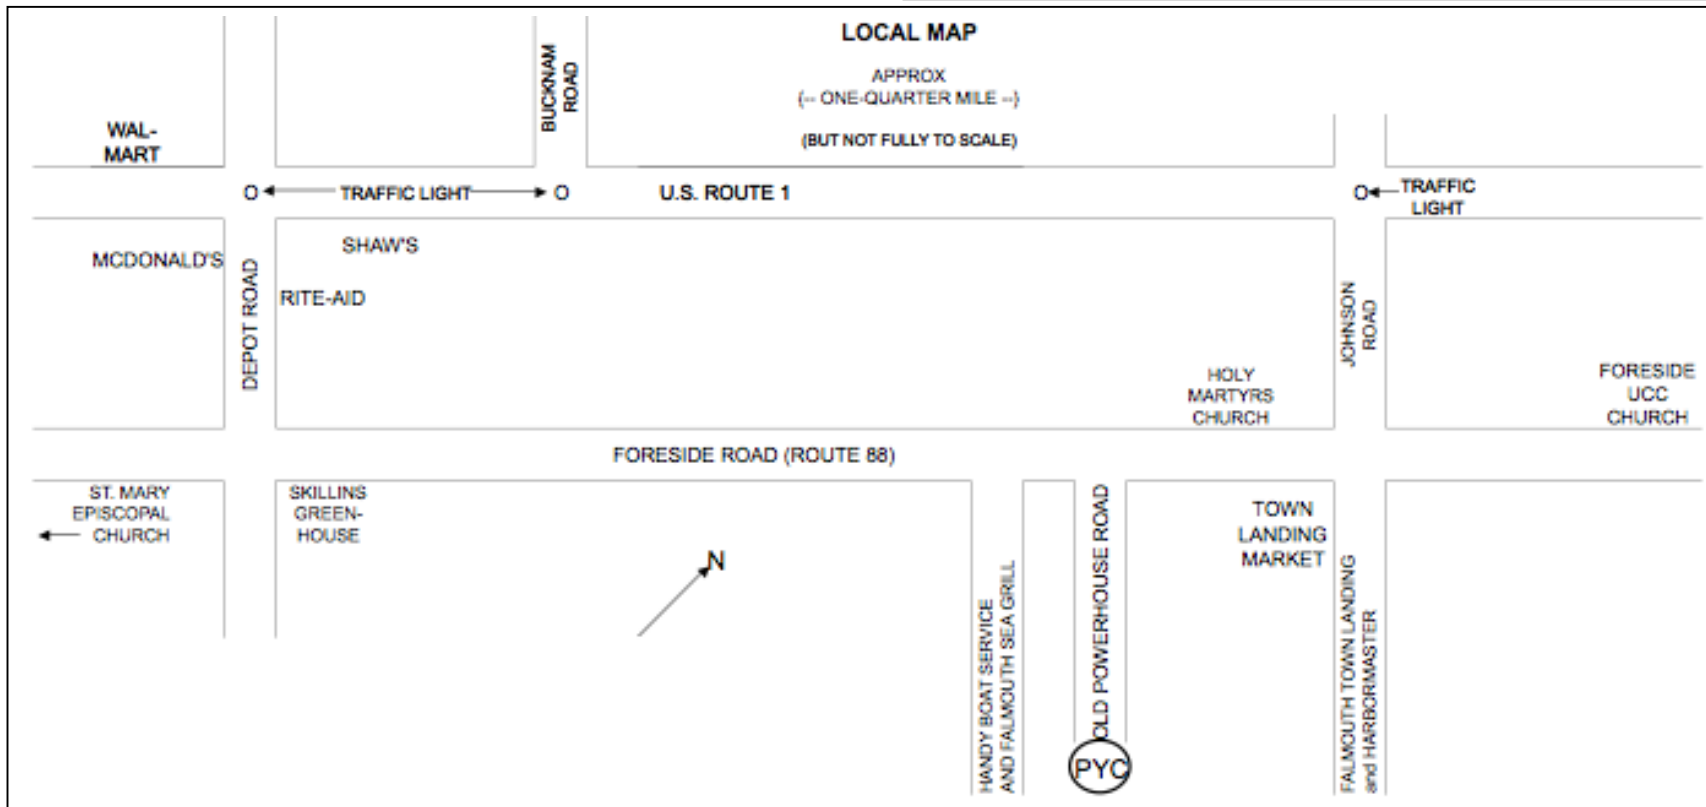 LOCAL MAP
APPROX
(-- ONE-QUARTER MILE --)
(BUT NOT FULLY TO SCALE)
BUCKNAM
ROAD
WAL-
MART
O
TRAFFIC LIGHT
O
U.S. ROUTE 1
O
TRAFFIC
LIGHT
MCDONALD'S
DEPOT ROAD
SHAW'S
RITE-AID
JOHNSON
ROAD
HOLY
MARTYRS
CHURCH
FORESIDE
UCC
CHURCH
FORESIDE ROAD (ROUTE 88)
ST. MARY
EPISCOPAL
CHURCH
SKILLINS
GREEN-
HOUSE
N
HANDY BOAT SERVICE
AND FALMOUTH SEA GRILL
OLD POWERHOUSE ROAD
PYC
TOWN
LANDING
MARKET
FALMOUTH TOWN LANDING
and HARBORMASTER